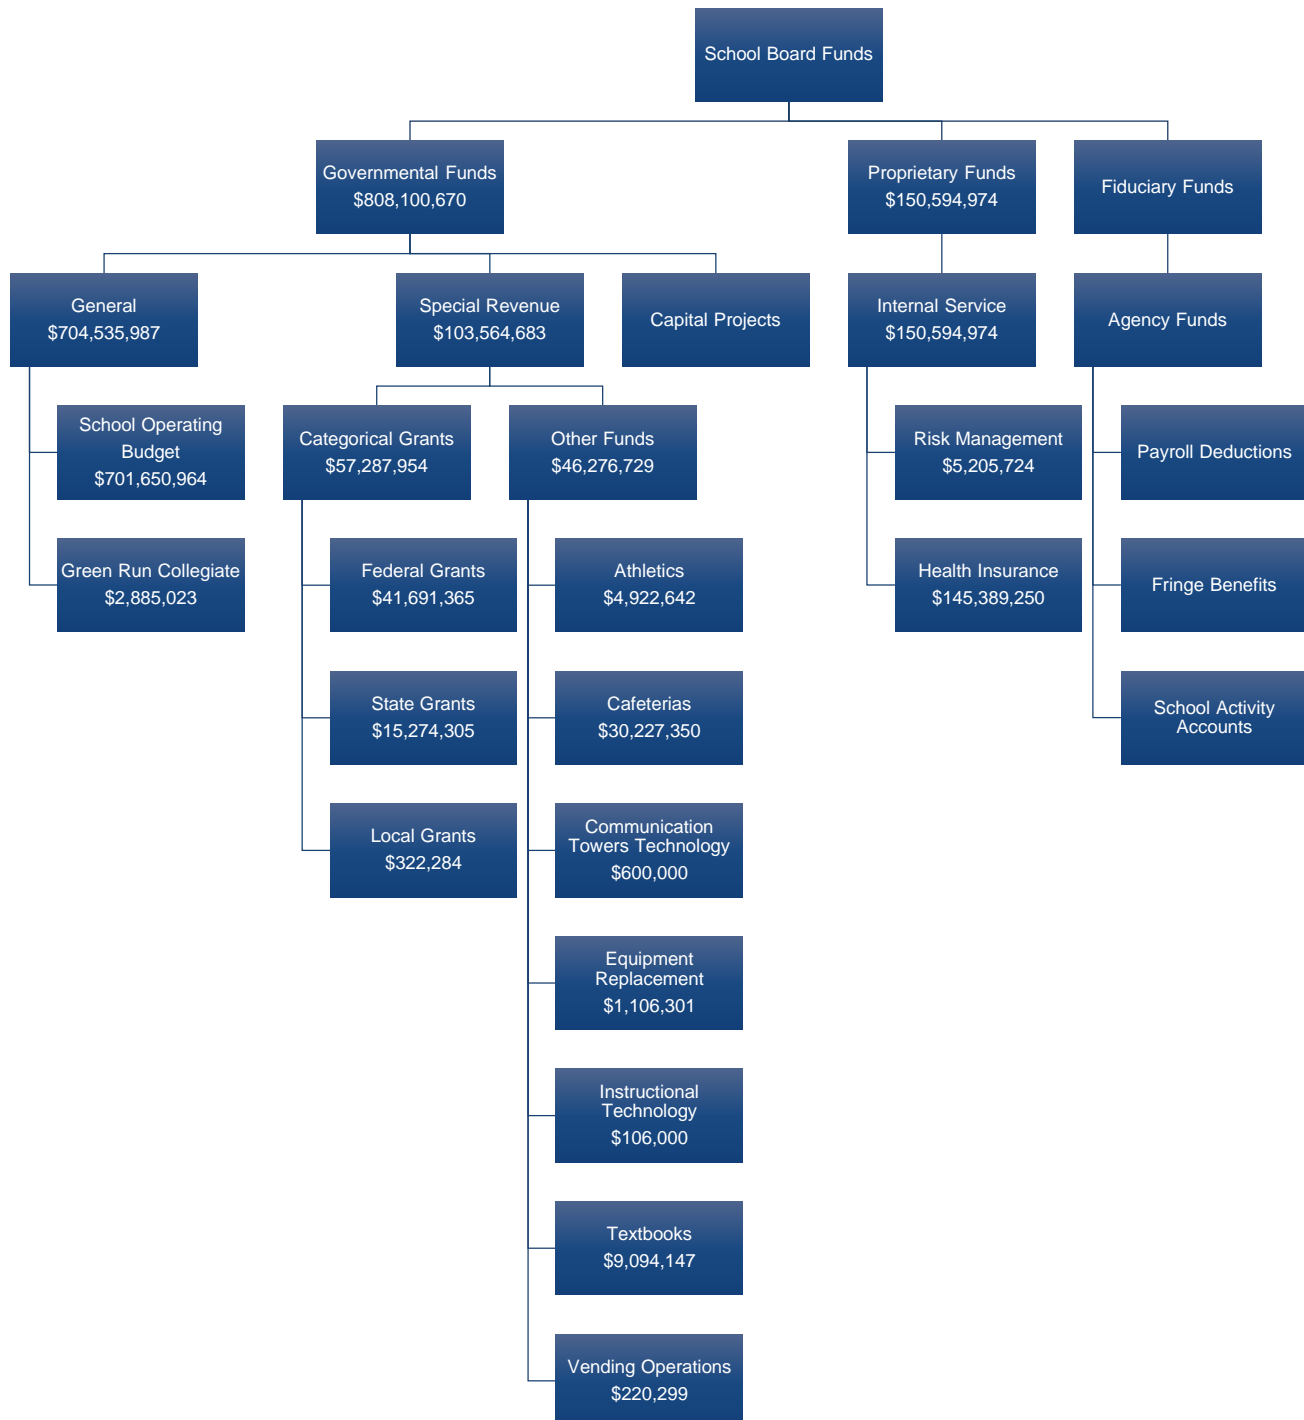 School Board Funds
Governmental Funds
$808,100,670
Proprietary Funds
$150,594,974
Fiduciary Funds
General
$704,535,987
Special Revenue
$103,564,683
Capital Projects
Internal Service
$150,594,974
Agency Funds
School Operating
Budget
$701,650,964
Categorical Grants
$57,287,954
Other Funds
$46,276,729
Risk Management
$5,205,724
Payroll Deductions
Green Run Collegiate
$2,885,023
Federal Grants
$41,691,365
Athletics
$4,922,642
Health Insurance
$145,389,250
Fringe Benefits
State Grants
$15,274,305
Cafeterias
$30,227,350
School Activity
Accounts
Local Grants
$322,284
Communication
Towers Technology
$600,000
Equipment
Replacement
$1,106,301
Instructional
Technology
$106,000
Textbooks
$9,094,147
Vending Operations
$220,299